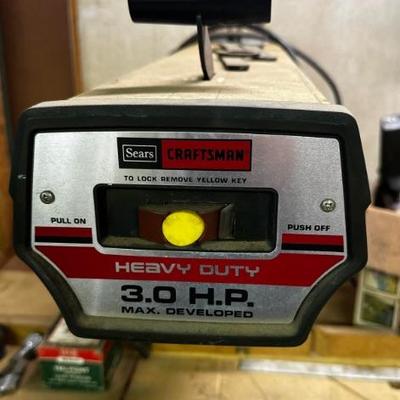 Sears CRAFTSMAN
TO LOCK REMOVE YELLOW KEY
PULL ON
PUSH OFF
HEAVY DUTY
3.0 H.P.
MAX. DEVELOPED